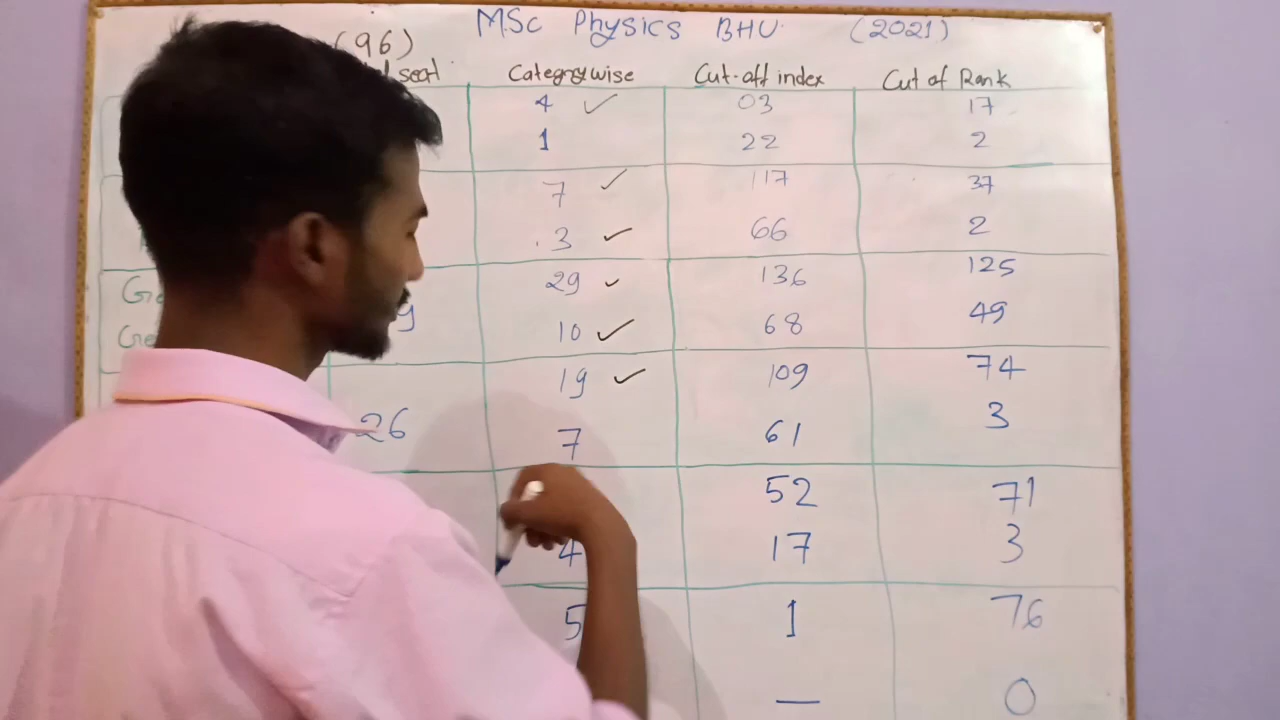 MSc Physics BHU (2021)
(96)
seat Categorywise Cut-off index Cut of Rank
4 ✓ 03 17
1 22 2
7 ✓ 117 37
3 ✓ 66 2
29 ✓ 136 125
10 ✓ 68 49
19 ✓ 109 74
26 7 61 3
52 71
4 17 3
5 1 76
— 0